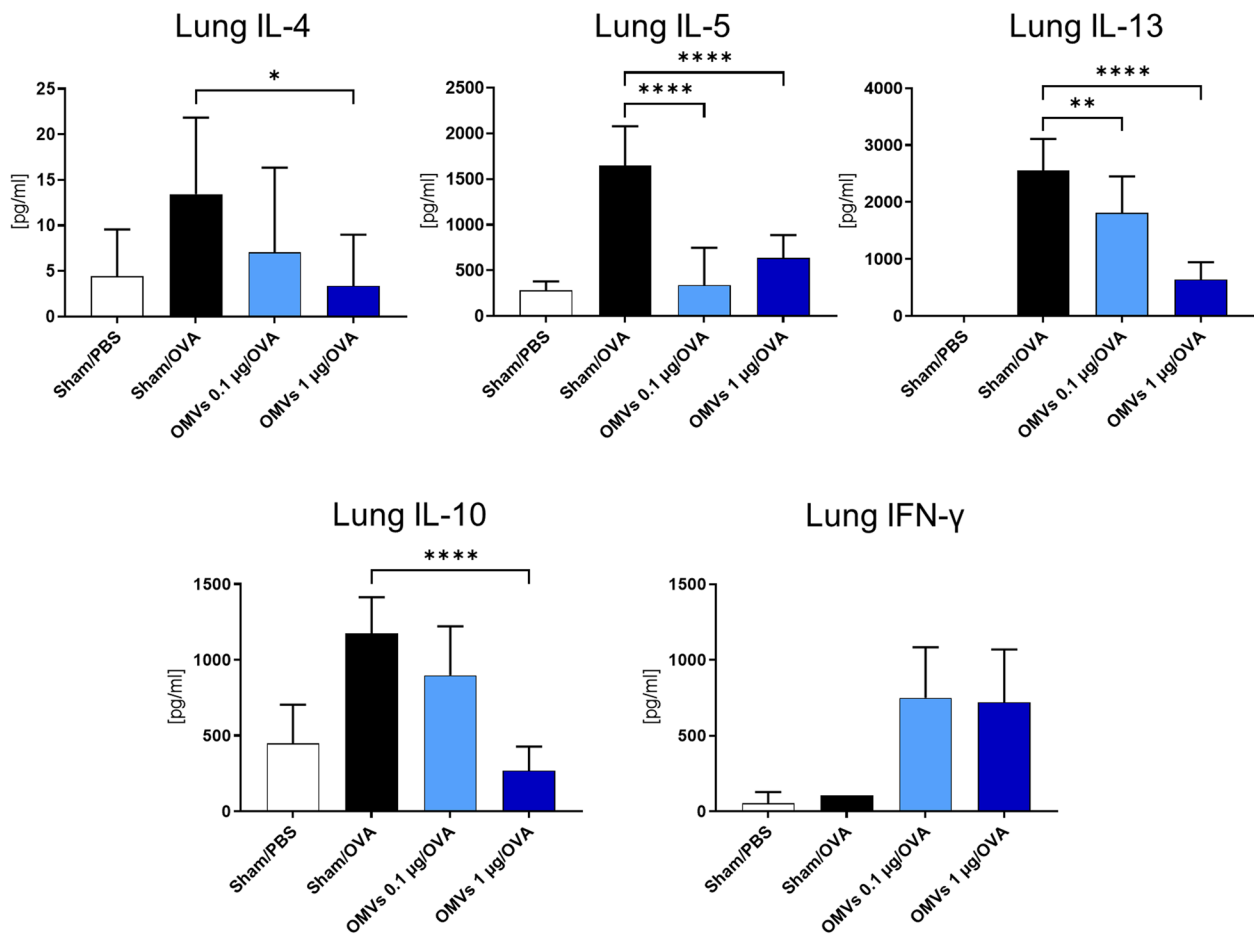 Lung IL-4
*
25
20
15
10
5
0
[pg/ml]
Sham/PBS
Sham/OVA
OMVs 0.1 µg/OVA
OMVs 1 µg/OVA
Lung IL-5
****
****
2500
2000
1500
1000
500
0
[pg/ml]
Sham/PBS
Sham/OVA
OMVs 0.1 µg/OVA
OMVs 1 µg/OVA
Lung IL-13
****
**
4000
3000
2000
1000
0
[pg/ml]
Sham/PBS
Sham/OVA
OMVs 0.1 µg/OVA
OMVs 1 µg/OVA
Lung IL-10
****
1500
1000
500
0
[pg/ml]
Sham/PBS
Sham/OVA
OMVs 0.1 µg/OVA
OMVs 1 µg/OVA
Lung IFN-γ
1500
1000
500
0
[pg/ml]
Sham/PBS
Sham/OVA
OMVs 0.1 µg/OVA
OMVs 1 µg/OVA